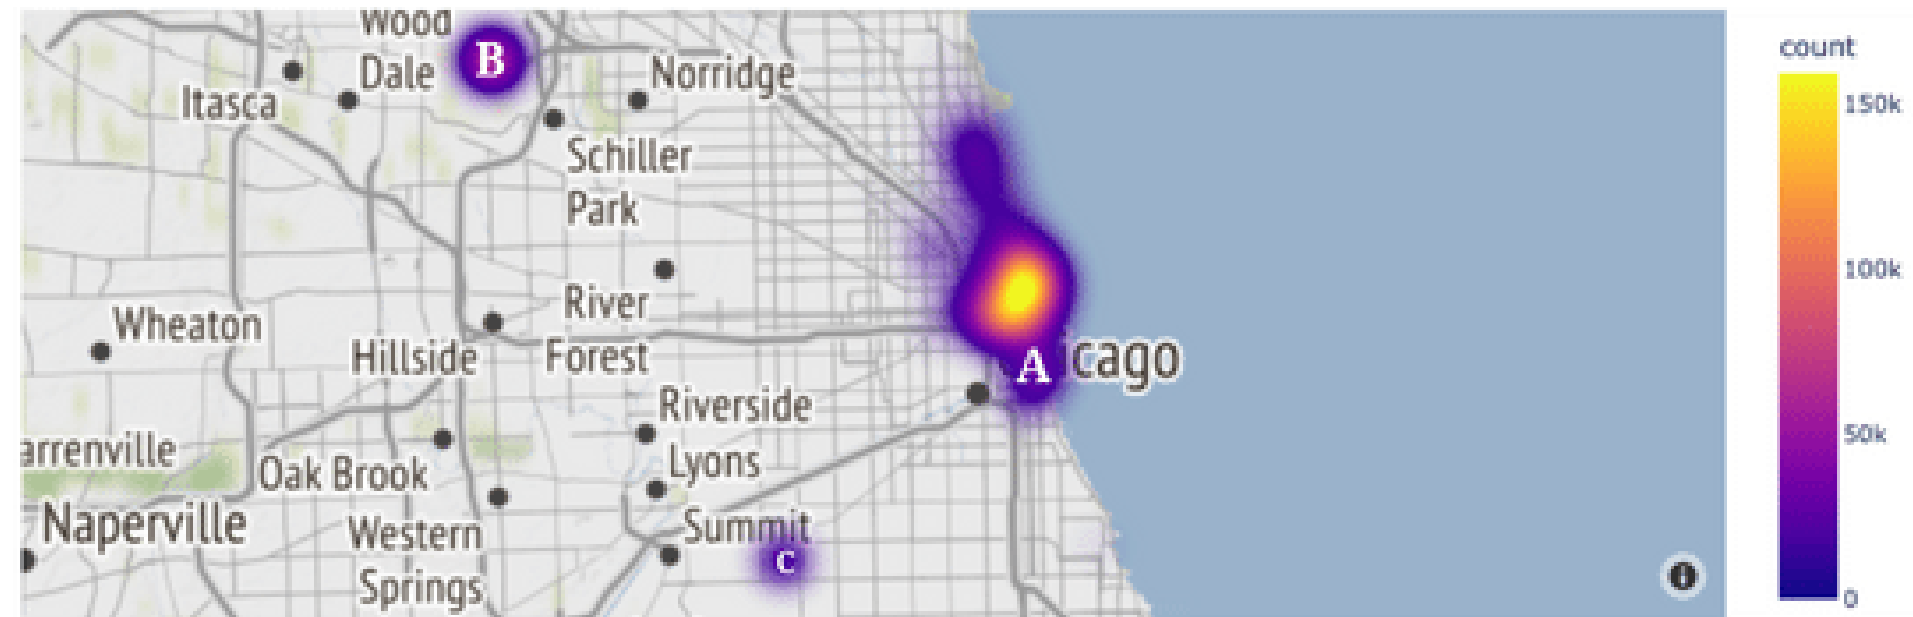 Wood
Dale
B
Norridge
Itasca
Schiller
Park
River
Forest
Wheaton
Hillside
A
icago
Riverside
Lyons
arrenville
Oak Brook
Naperville
Western
Springs
Summit
C
i
count
150k
100k
50k
0